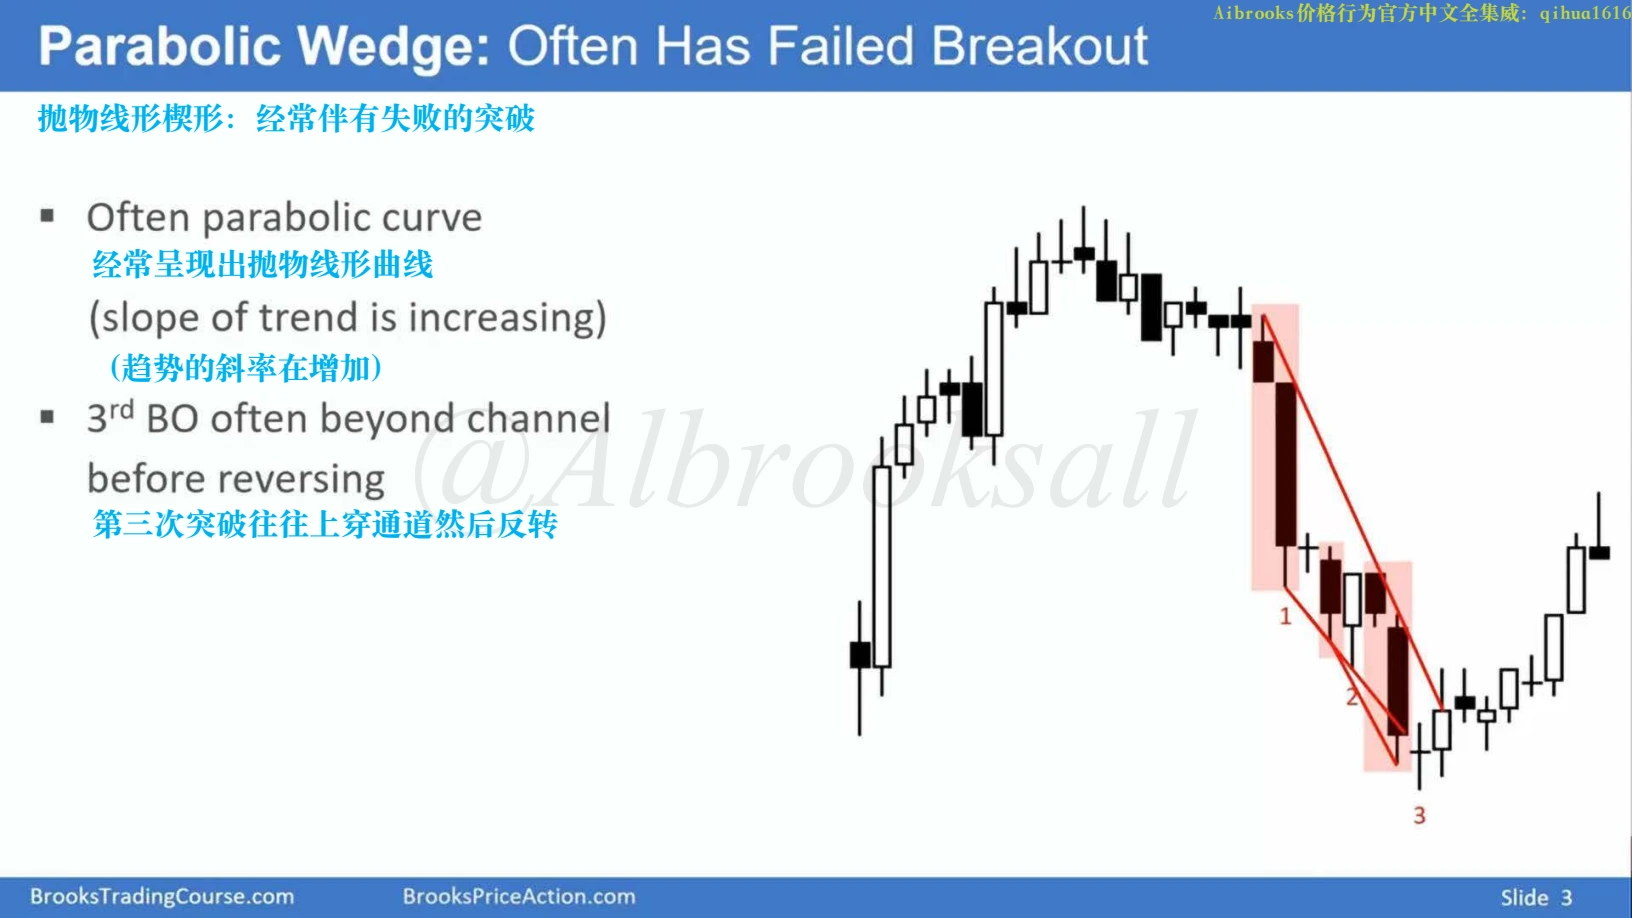 Aibrooks价格行为官方中文全集威: qihua1616
Parabolic Wedge: Often Has Failed Breakout
抛物线形楔形：经常伴有失败的突破
▪ Often parabolic curve
经常呈现出抛物线形曲线
(slope of trend is increasing)
（趋势的斜率在增加）
▪ 3rd BO often beyond channel
before reversing
第三次突破往往上穿通道然后反转
@Albrooksall
1
2
3
BrooksTradingCourse.com
BrooksPriceAction.com
Slide 3